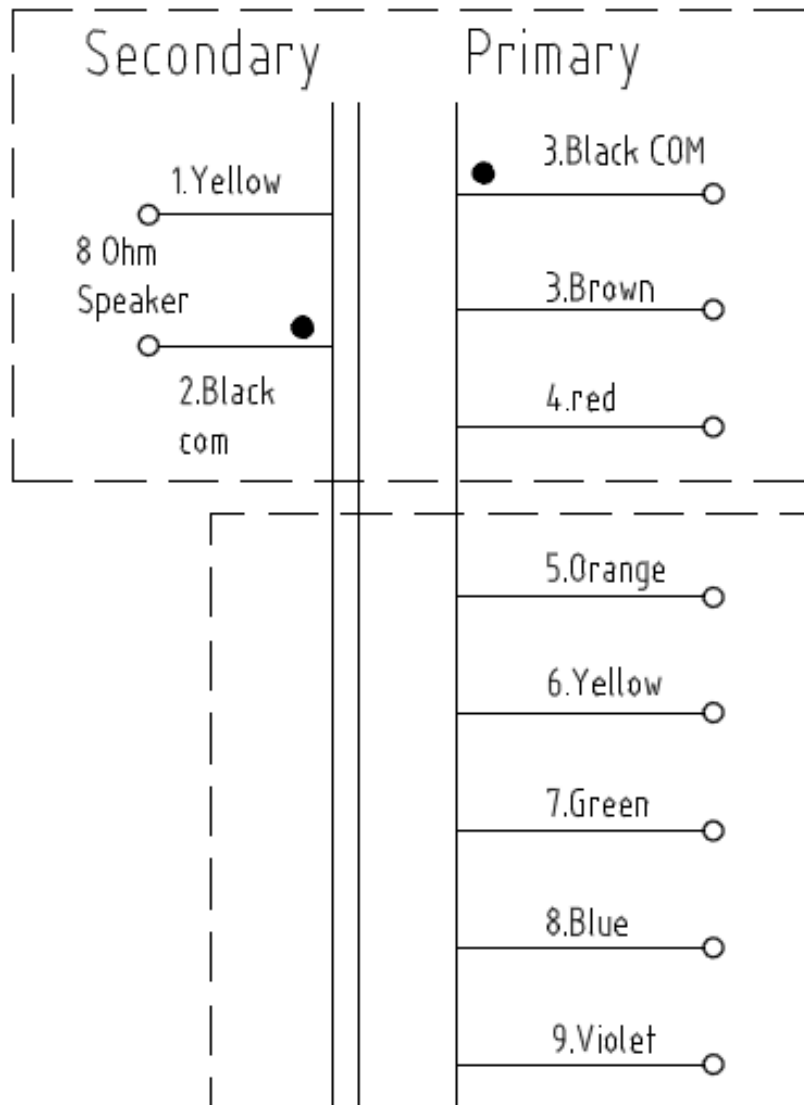 Secondary
Primary
1.Yellow
8 Ohm
Speaker
2.Black
com
3.Black COM
3.Brown
4.red
5.Orange
6.Yellow
7.Green
8.Blue
9.Violet